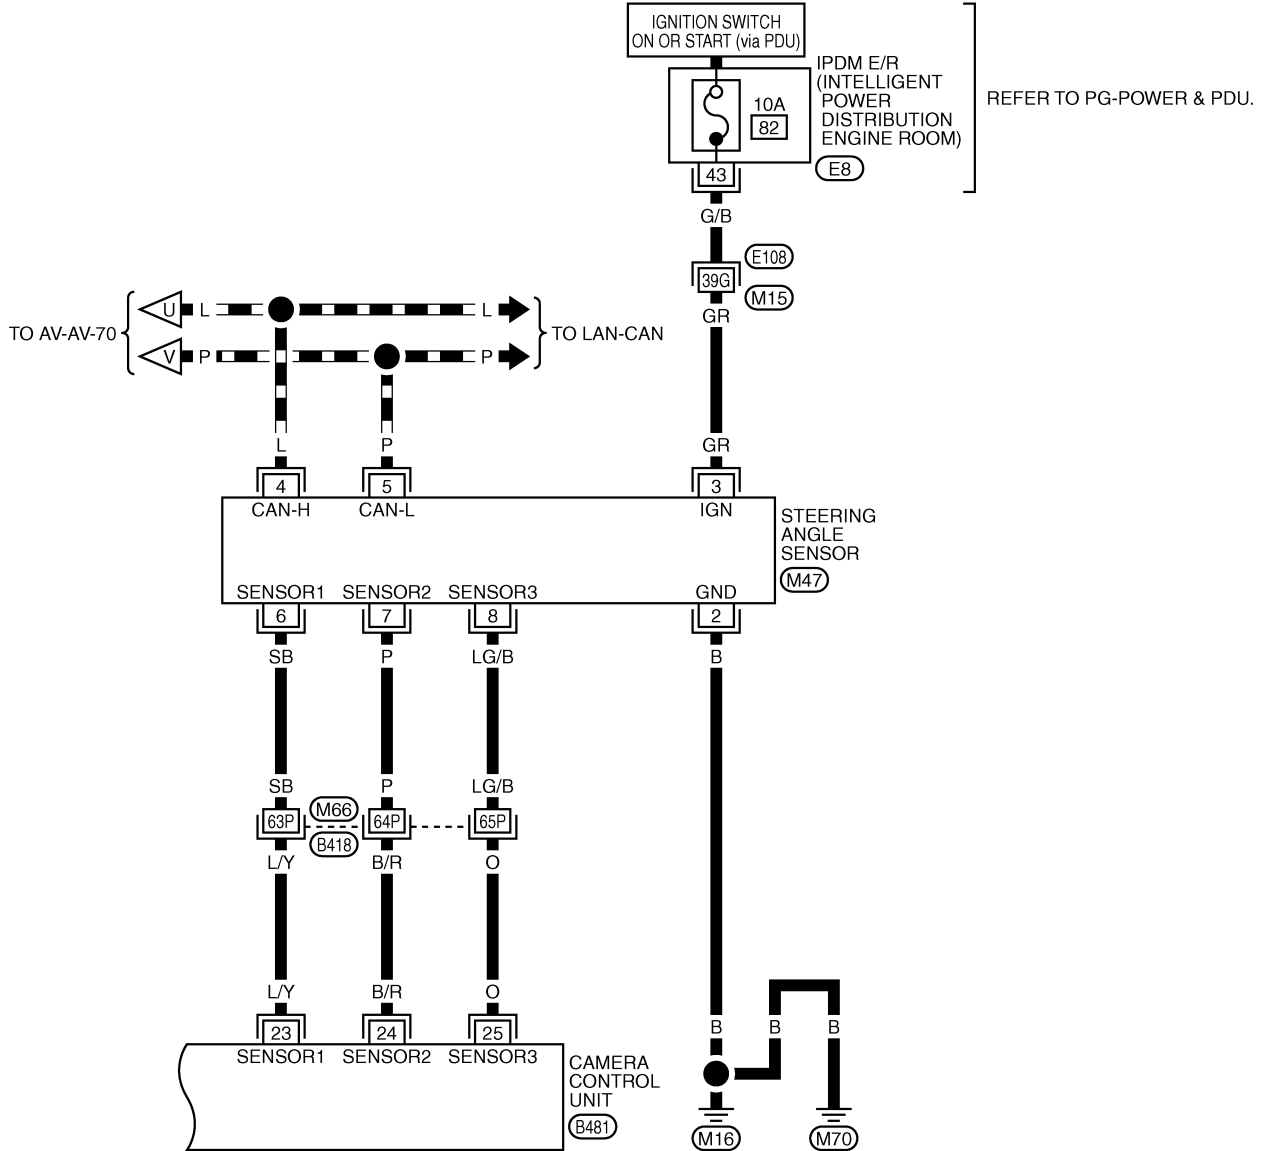 IGNITION SWITCH
ON OR START (via PDU)
IPDM E/R
(INTELLIGENT
POWER
DISTRIBUTION
ENGINE ROOM)
E8
10A
82
43
REFER TO PG-POWER & PDU.
G/B
E108
39G
M15
GR
TO AV-AV-70
U L L
V P P
TO LAN-CAN
L P GR
4 5 3
CAN-H CAN-L IGN
STEERING
ANGLE
SENSOR
M47
SENSOR1 SENSOR2 SENSOR3 GND
6 7 8 2
SB P LG/B B
SB P LG/B
M66
63P 64P 65P
B418
L/Y B/R O
L/Y B/R O
B B B
23 24 25
SENSOR1 SENSOR2 SENSOR3
CAMERA
CONTROL
UNIT
B481
M16 M70